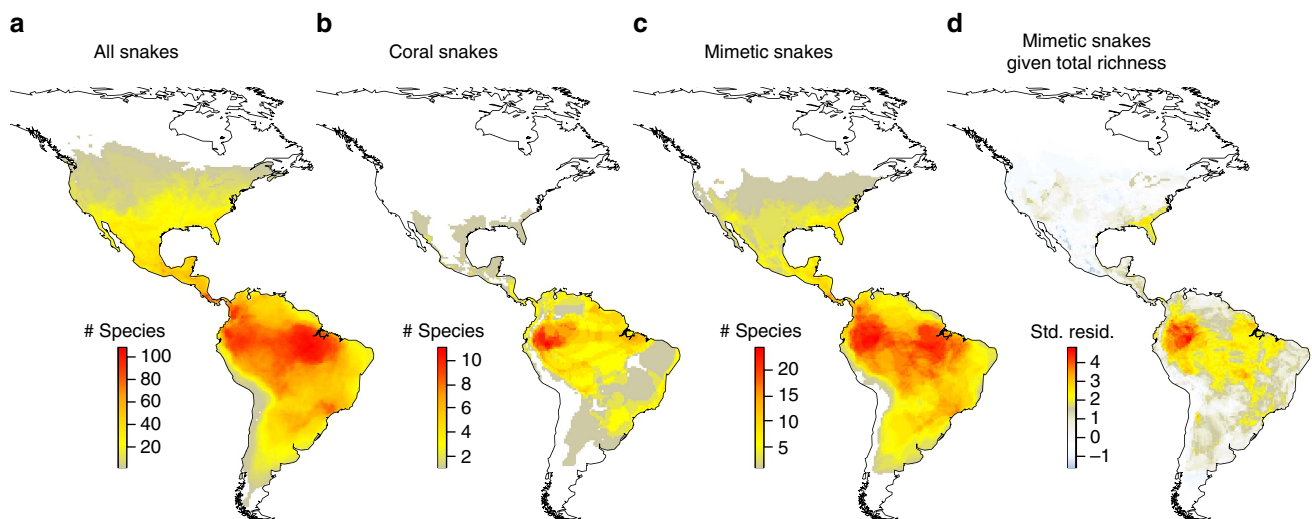 a
All snakes
# Species
100
80
60
40
20
b
Coral snakes
# Species
10
8
6
4
2
c
Mimetic snakes
# Species
20
15
10
5
d
Mimetic snakes
given total richness
Std. resid.
4
3
2
1
0
–1